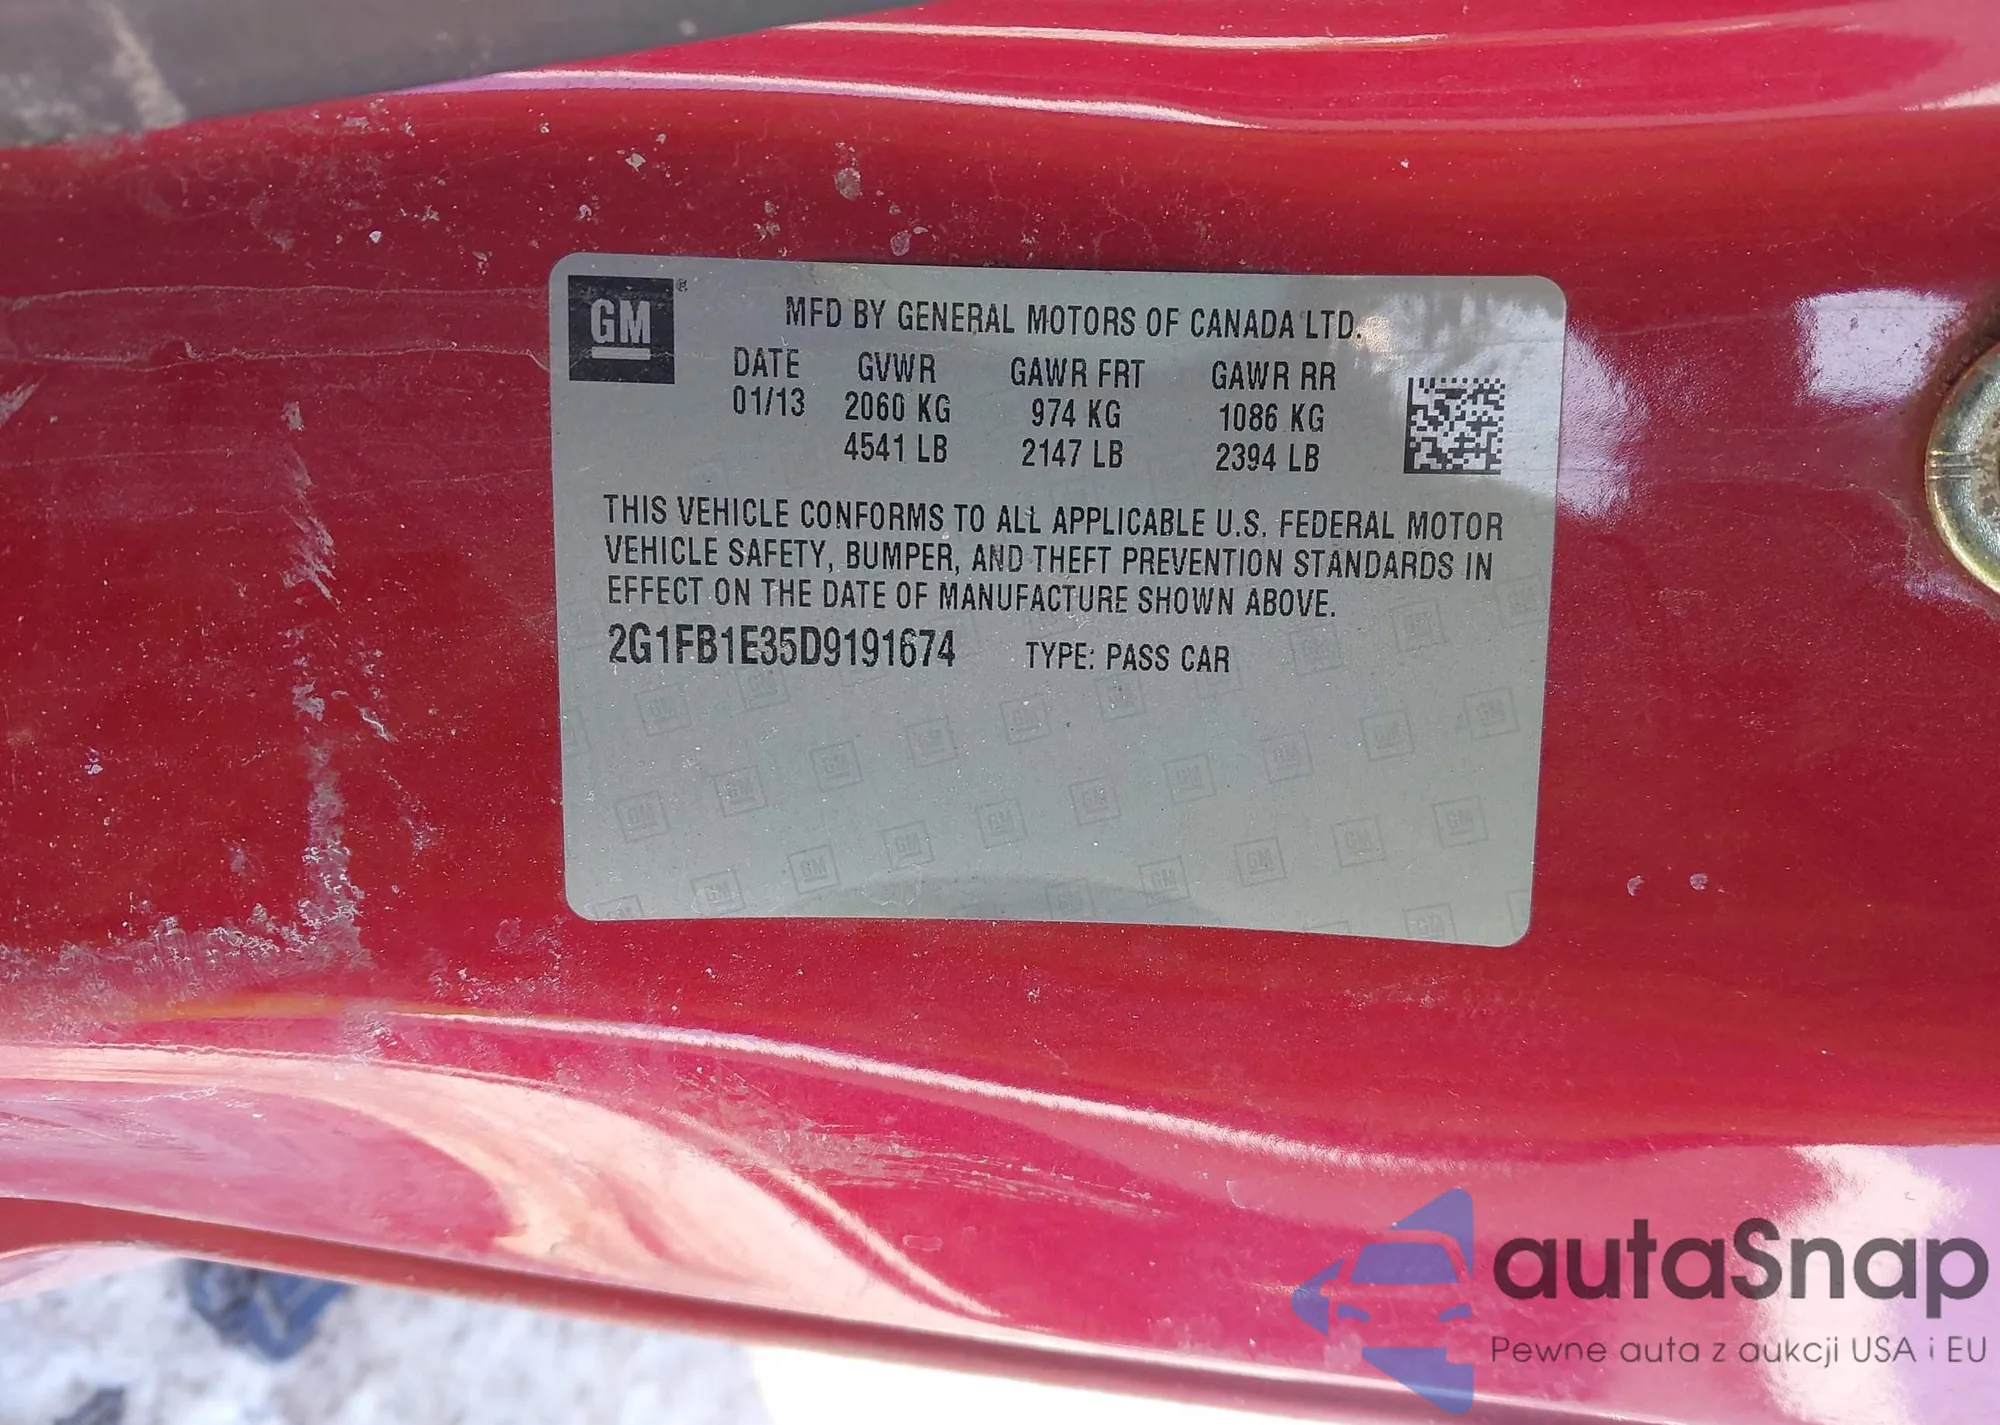 GM ®
MFD BY GENERAL MOTORS OF CANADA LTD.
DATE GVWR GAWR FRT GAWR RR
01/13 2060 KG 974 KG 1086 KG
4541 LB 2147 LB 2394 LB
THIS VEHICLE CONFORMS TO ALL APPLICABLE U.S. FEDERAL MOTOR
VEHICLE SAFETY, BUMPER, AND THEFT PREVENTION STANDARDS IN
EFFECT ON THE DATE OF MANUFACTURE SHOWN ABOVE.
2G1FB1E35D9191674 TYPE: PASS CAR
autaSnap
Pewne auta z aukcji USA i EU